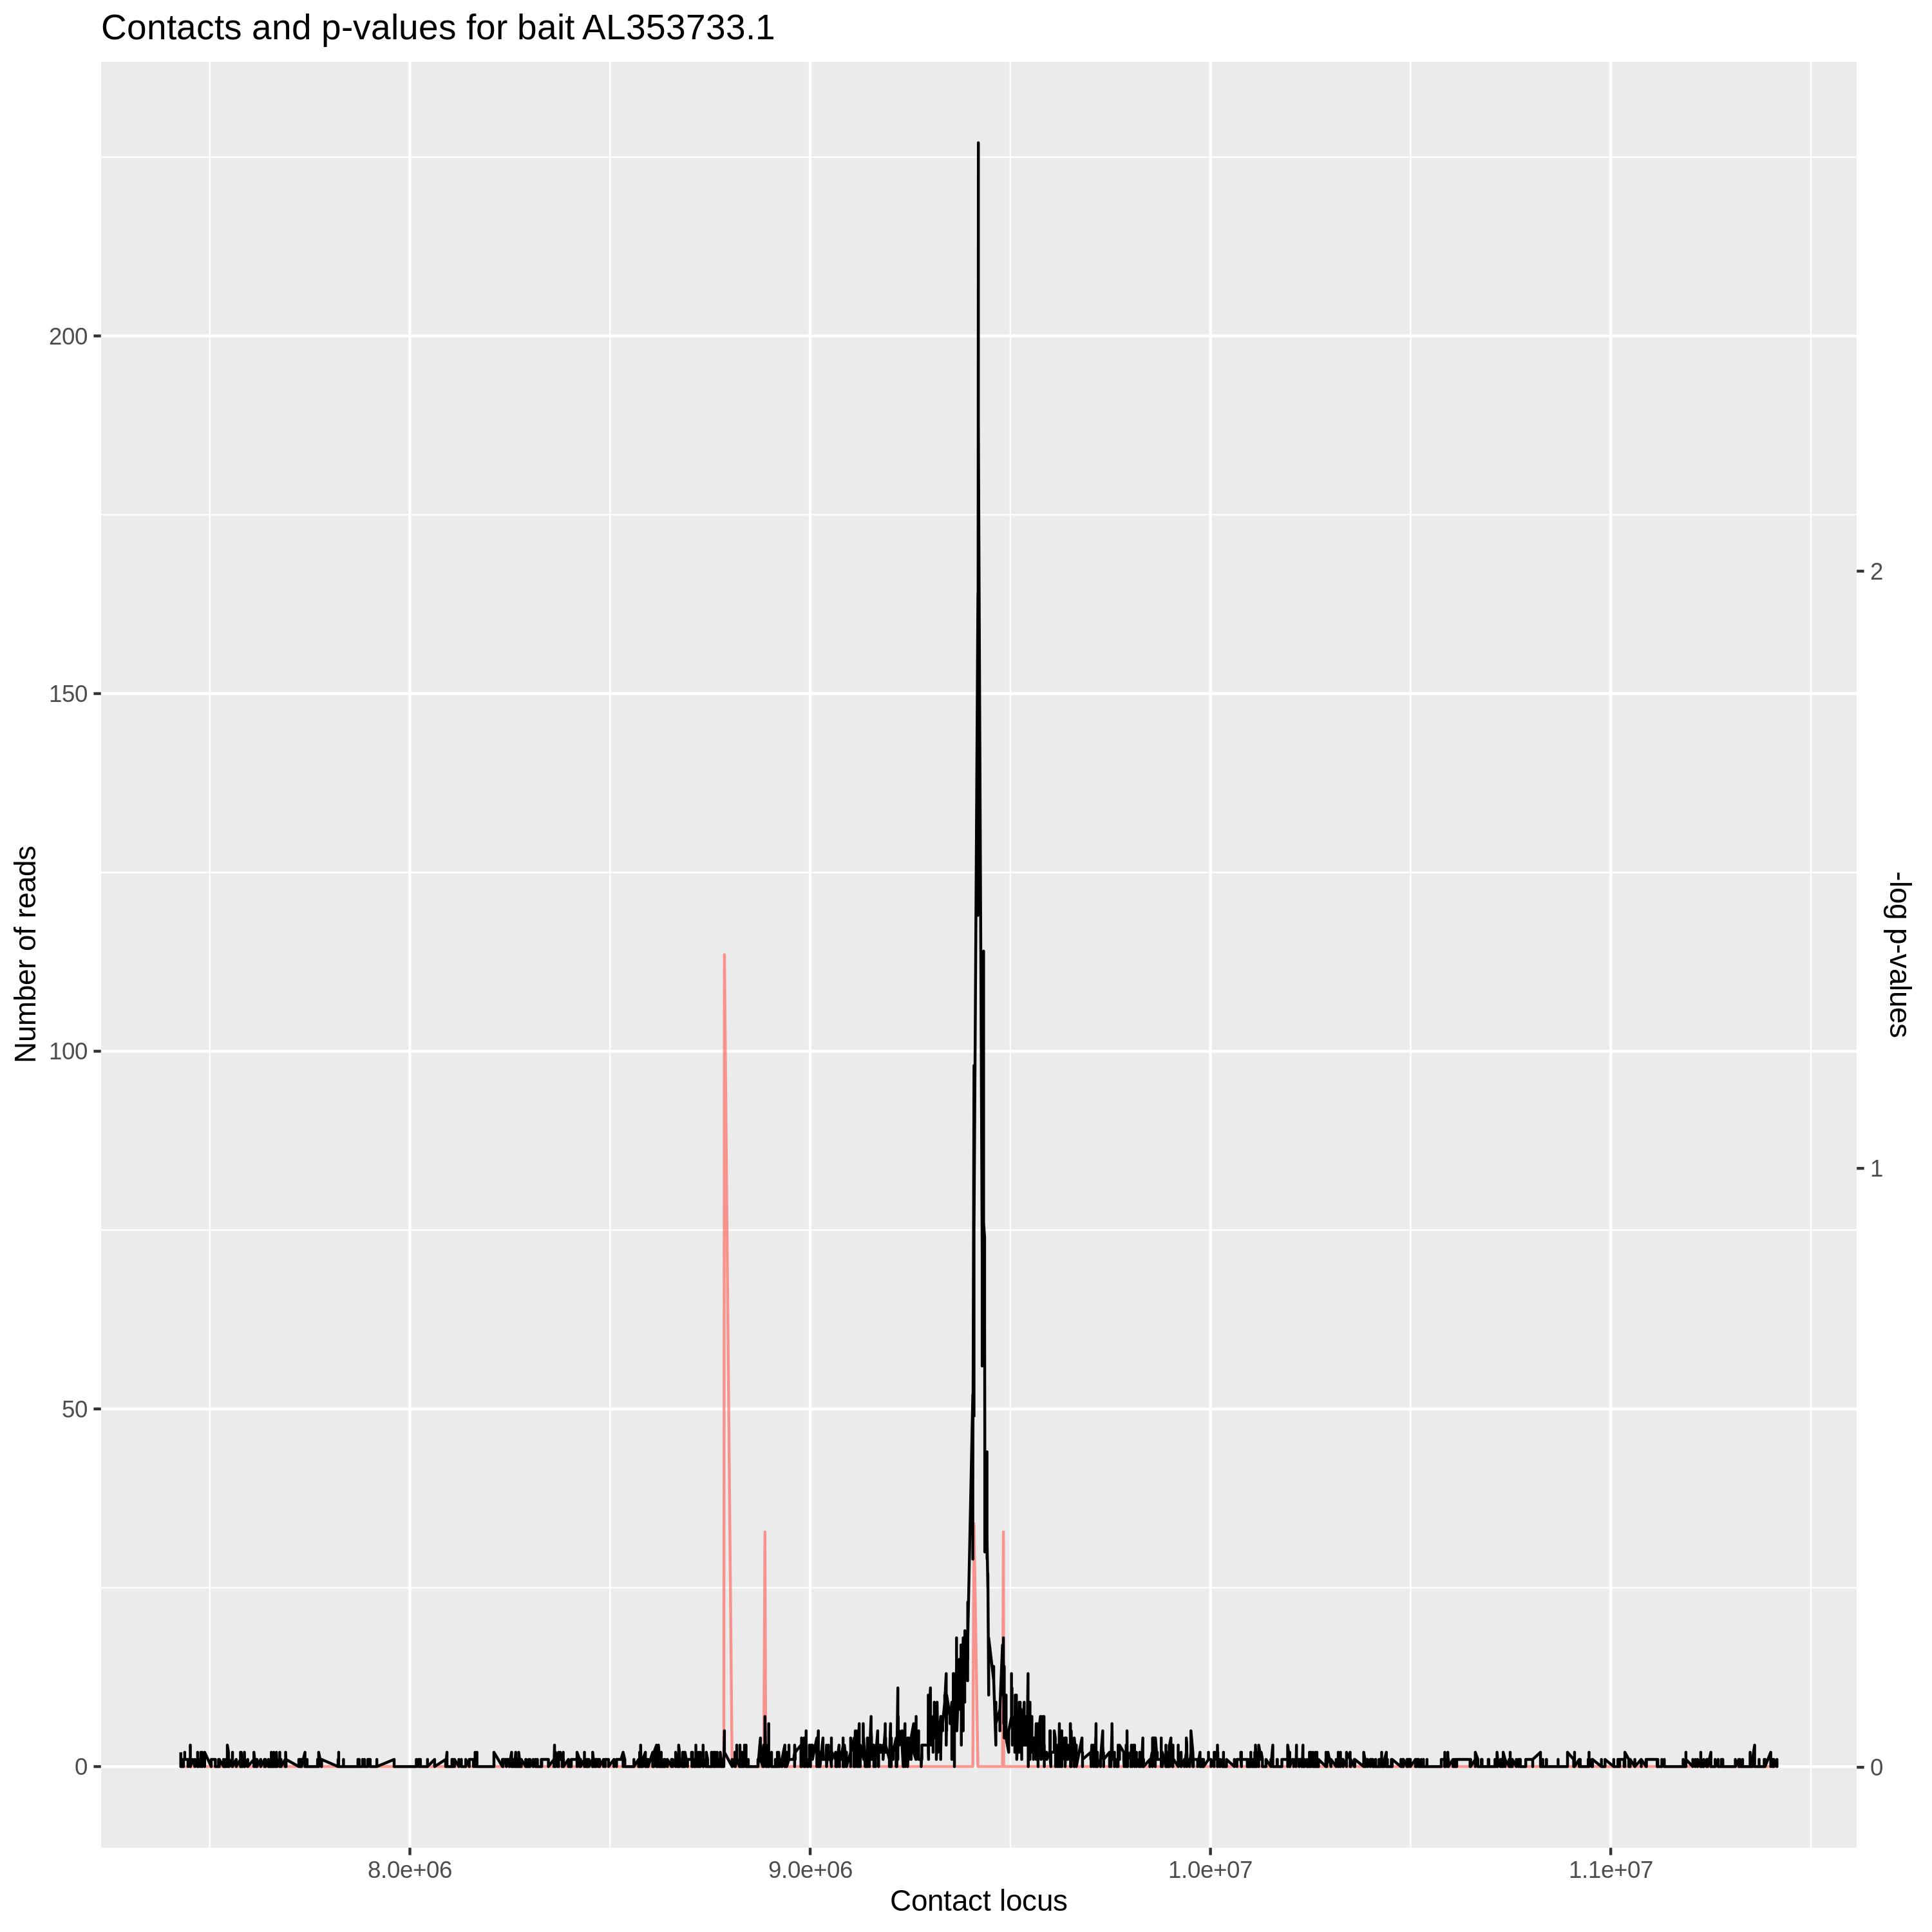 Contacts and p-values for bait AL353733.1
Number of reads
200
150
100
50
0
2
1
0
-log p-values
8.0e+06 9.0e+06 1.0e+07 1.1e+07
Contact locus